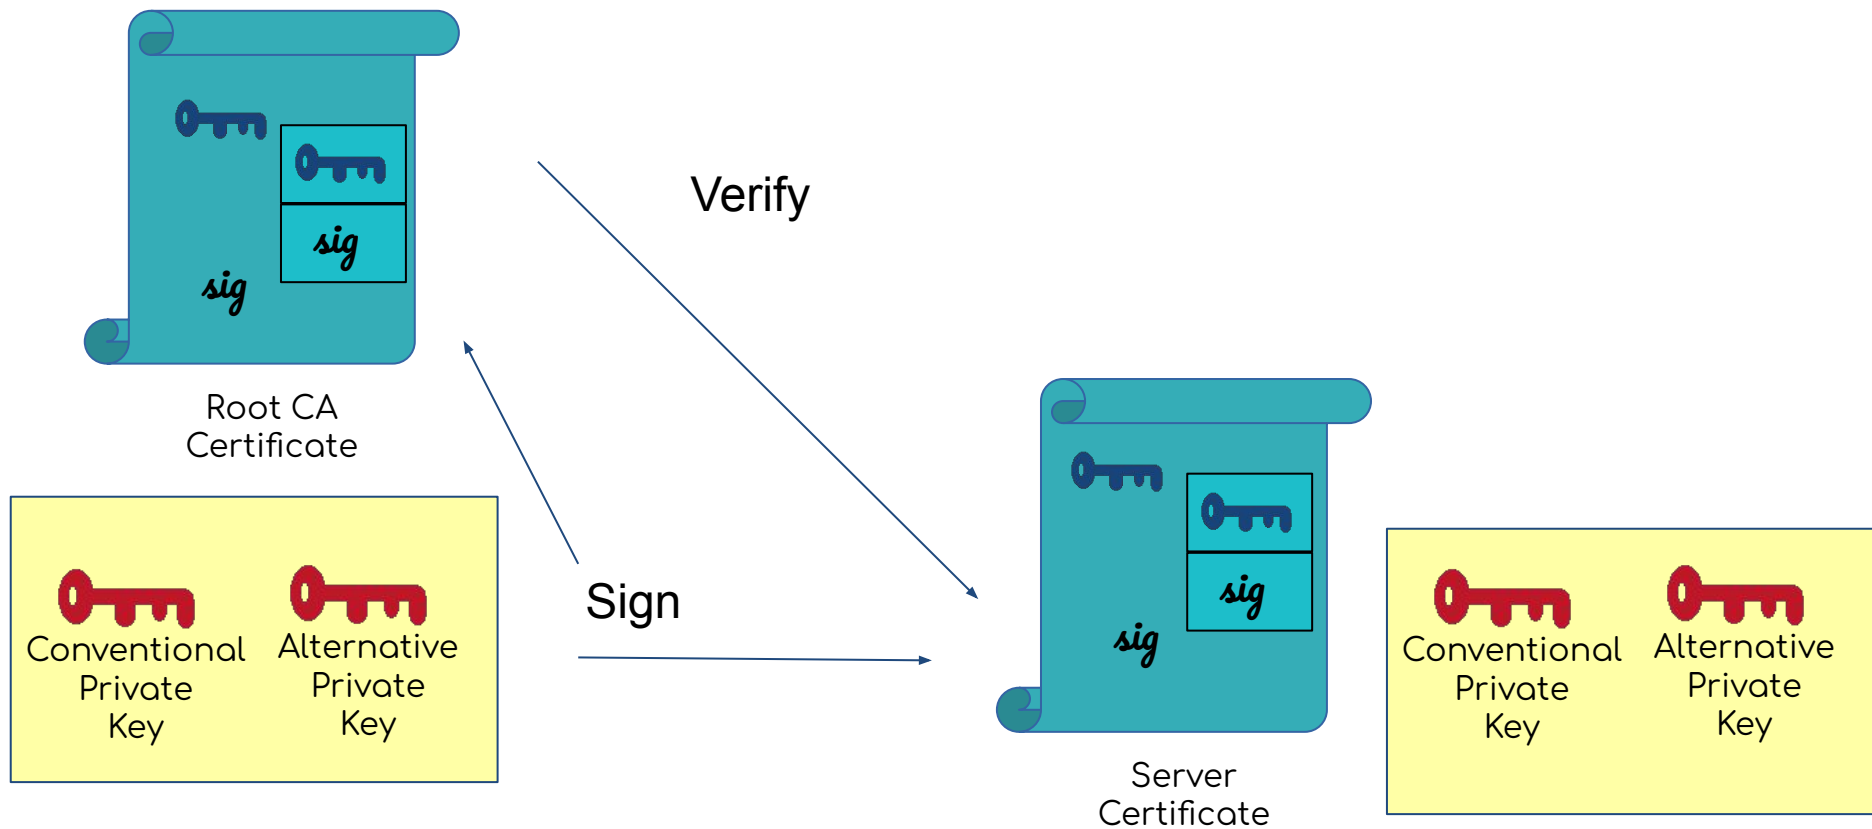 sig
sig
Root CA
Certificate
Verify
Conventional
Private
Key
Alternative
Private
Key
Sign
sig
sig
Server
Certificate
Conventional
Private
Key
Alternative
Private
Key